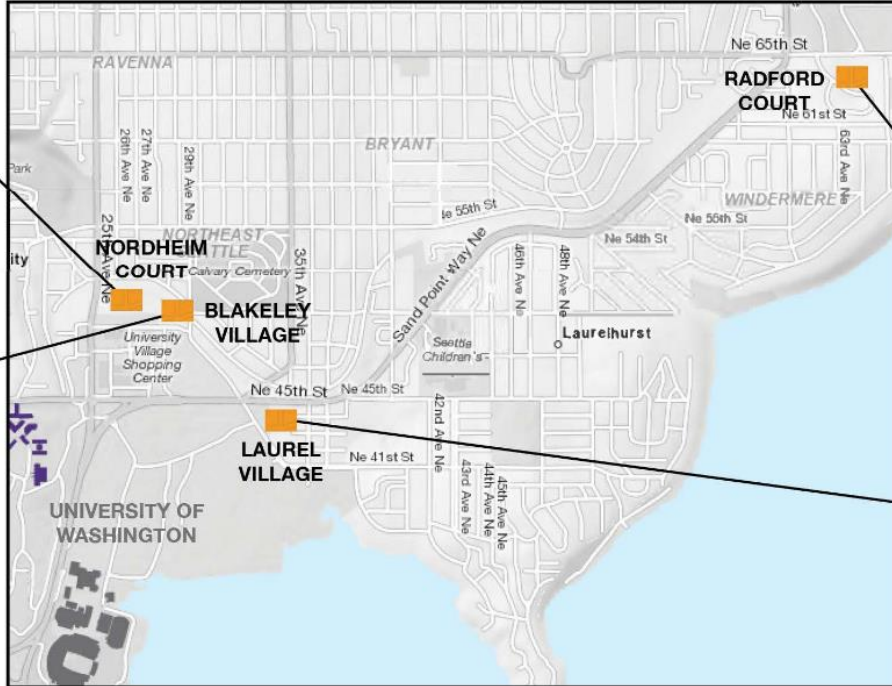 Ne 65th St
RAVENNA
RADFORD
COURT
Ne 61st St
26th Ave Ne
27th Ave Ne
29th Ave Ne
63rd Ave Ne
BRYANT
Park
WINDERMERE
Ne 55th St
Ne 55th St
Ne 54th St
25th Ave Ne
NORTHEAST
NORDHEIM
COURT
Calvary Cemetery
35th Ave Ne
Sand Point Way Ne
46th Ave Ne
48th Ave Ne
BLAKELEY
VILLAGE
University
Village
Shopping
Center
Seattle
Children's
Laurelhurst
Ne 45th St
Ne 45th St
42nd Ave Ne
LAUREL
VILLAGE
Ne 41st St
43rd Ave Ne
44th Ave Ne
45th Ave Ne
UNIVERSITY OF
WASHINGTON